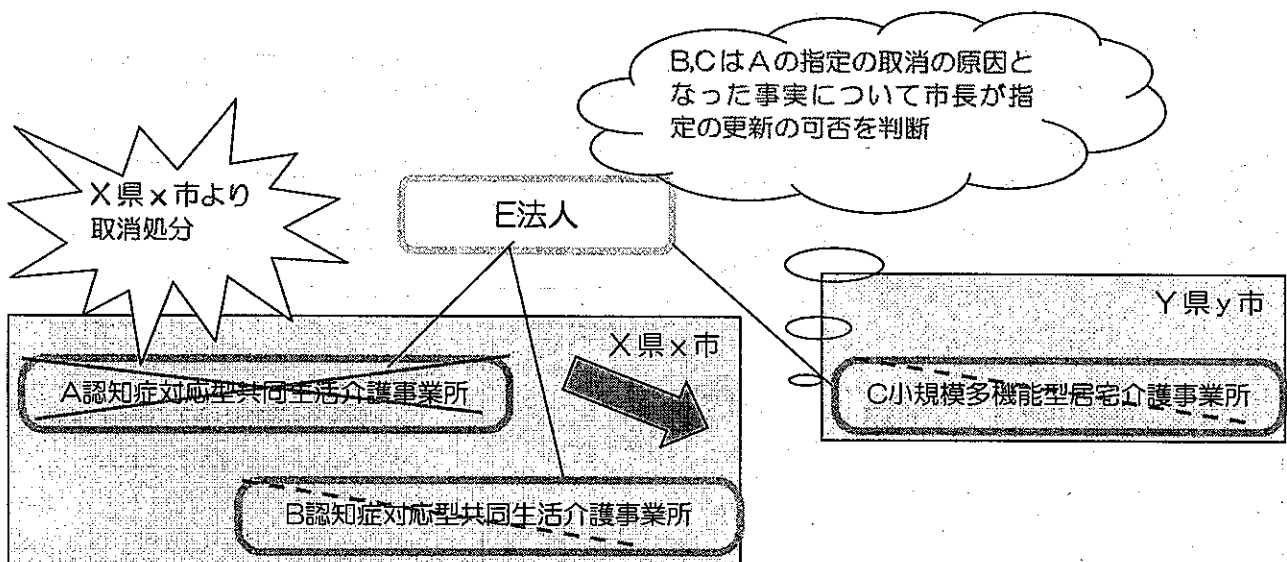 B,CはAの指定の取消の原因と
なった事実について市長が指
定の更新の可否を判断
X県x市より
取消処分
E法人
Y県y市
X県x市
A認知症対応型共同生活介護事業所
C小規模多機能型居宅介護事業所
B認知症対応型共同生活介護事業所